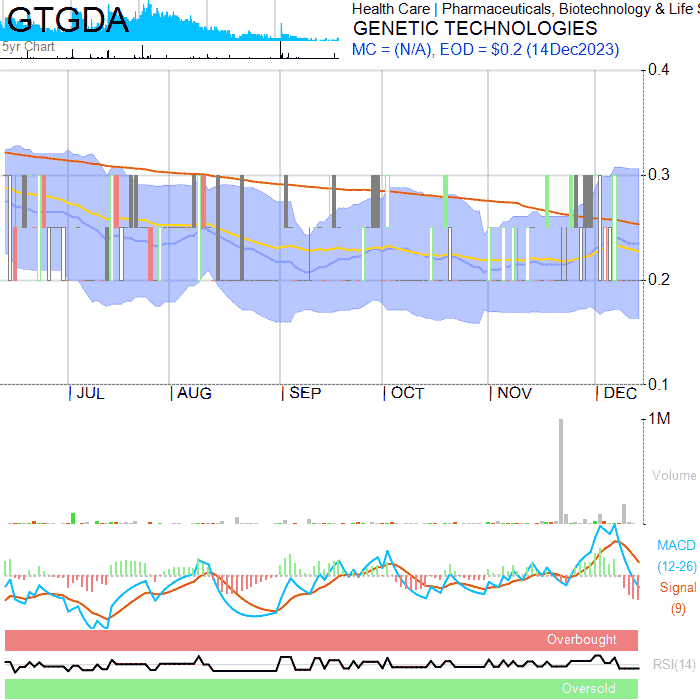 GTGDA
5yr Chart
Health Care | Pharmaceuticals, Biotechnology & Life S
GENETIC TECHNOLOGIES
MC = (N/A), EOD = $0.2 (14Dec2023)
0.4
0.3
0.2
0.1
JUL AUG SEP OCT NOV DEC
1M
Volume
MACD
(12-26)
Signal
(9)
Overbought
RSI(14)
Oversold